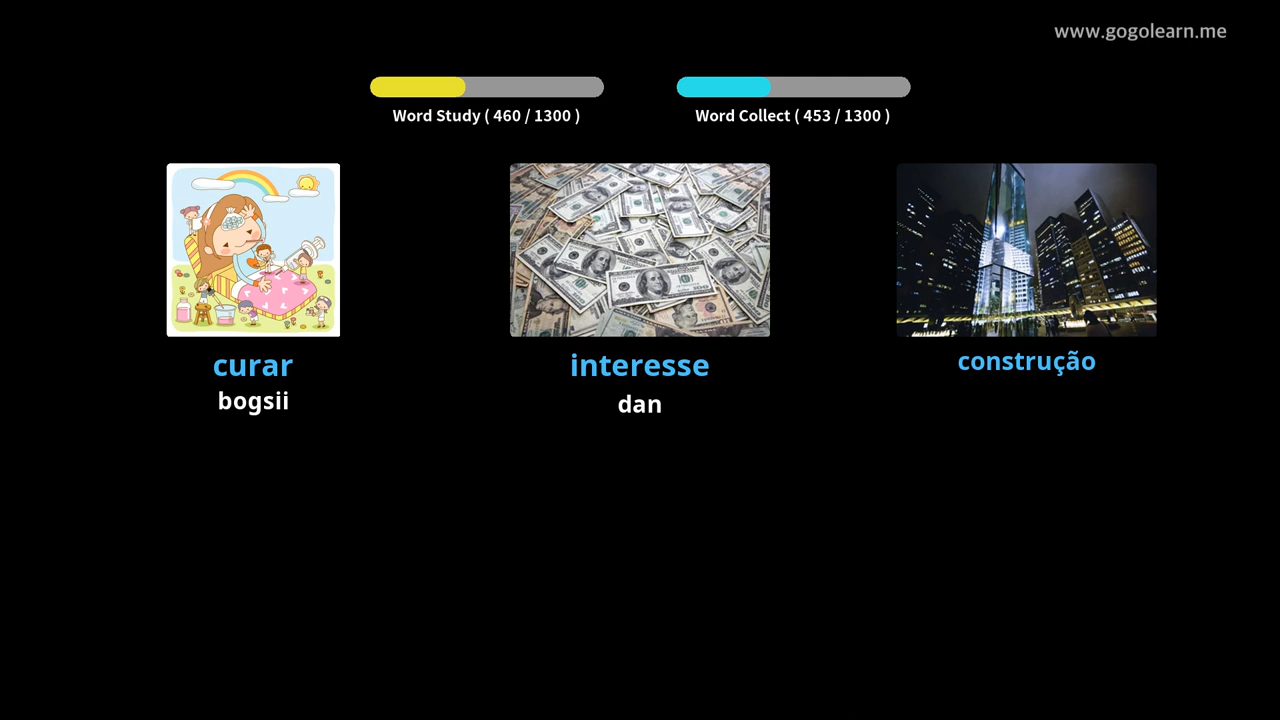 www.gogolearn.me
Word Study ( 460 / 1300 )
Word Collect ( 453 / 1300 )
curar
bogsii
interesse
dan
construção